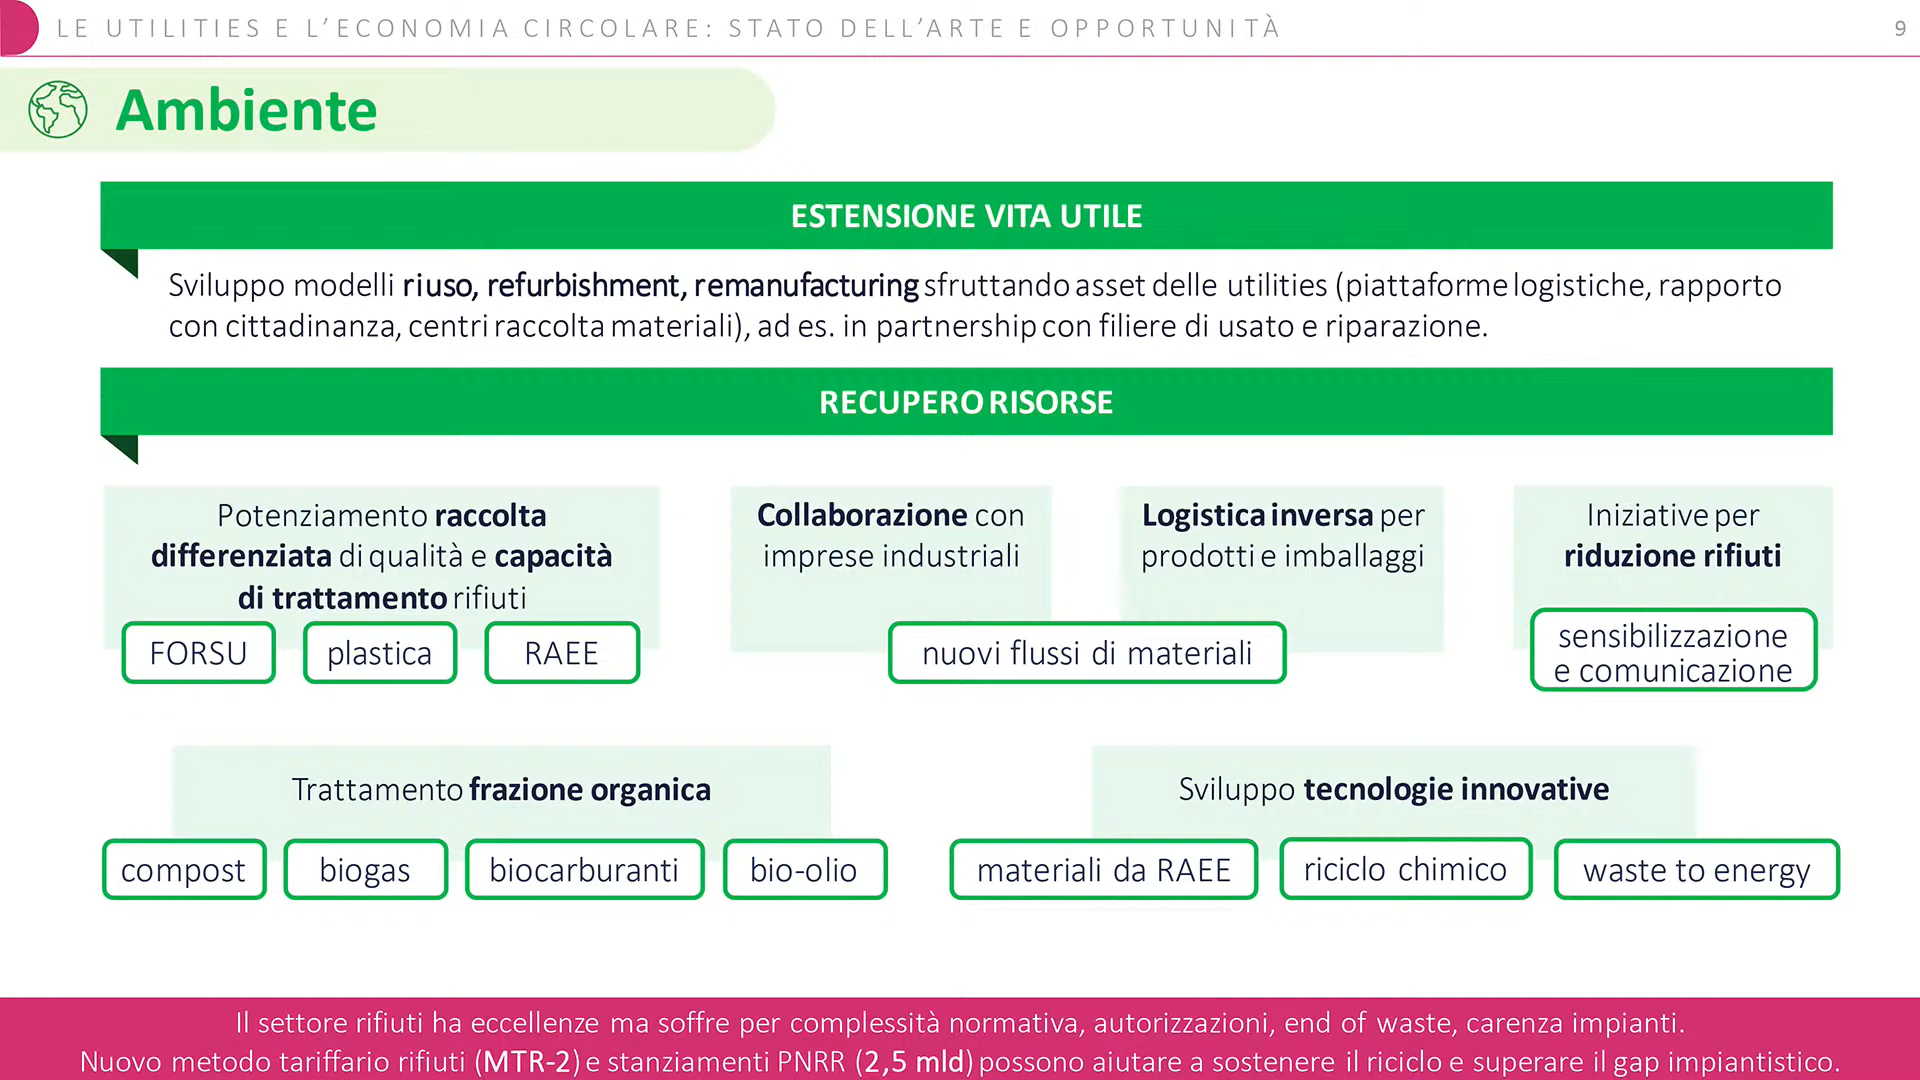 LE UTILITIES E L’ECONOMIA CIRCOLARE: STATO DELL’ARTE E OPPORTUNITÀ
9
Ambiente
ESTENSIONE VITA UTILE
Sviluppo modelli riuso, refurbishment, remanufacturing sfruttando asset delle utilities (piattaforme logistiche, rapporto
con cittadinanza, centri raccolta materiali), ad es. in partnership con filiere di usato e riparazione.
RECUPERO RISORSE
Potenziamento raccolta
differenziata di qualità e capacità
di trattamento rifiuti
FORSU
plastica
RAEE
Collaborazione con
imprese industriali
Logistica inversa per
prodotti e imballaggi
nuovi flussi di materiali
Iniziative per
riduzione rifiuti
sensibilizzazione
e comunicazione
Trattamento frazione organica
compost
biogas
biocarburanti
bio-olio
Sviluppo tecnologie innovative
materiali da RAEE
riciclo chimico
waste to energy
Il settore rifiuti ha eccellenze ma soffre per complessità normativa, autorizzazioni, end of waste, carenza impianti.
Nuovo metodo tariffario rifiuti (MTR-2) e stanziamenti PNRR (2,5 mld) possono aiutare a sostenere il riciclo e superare il gap impiantistico.